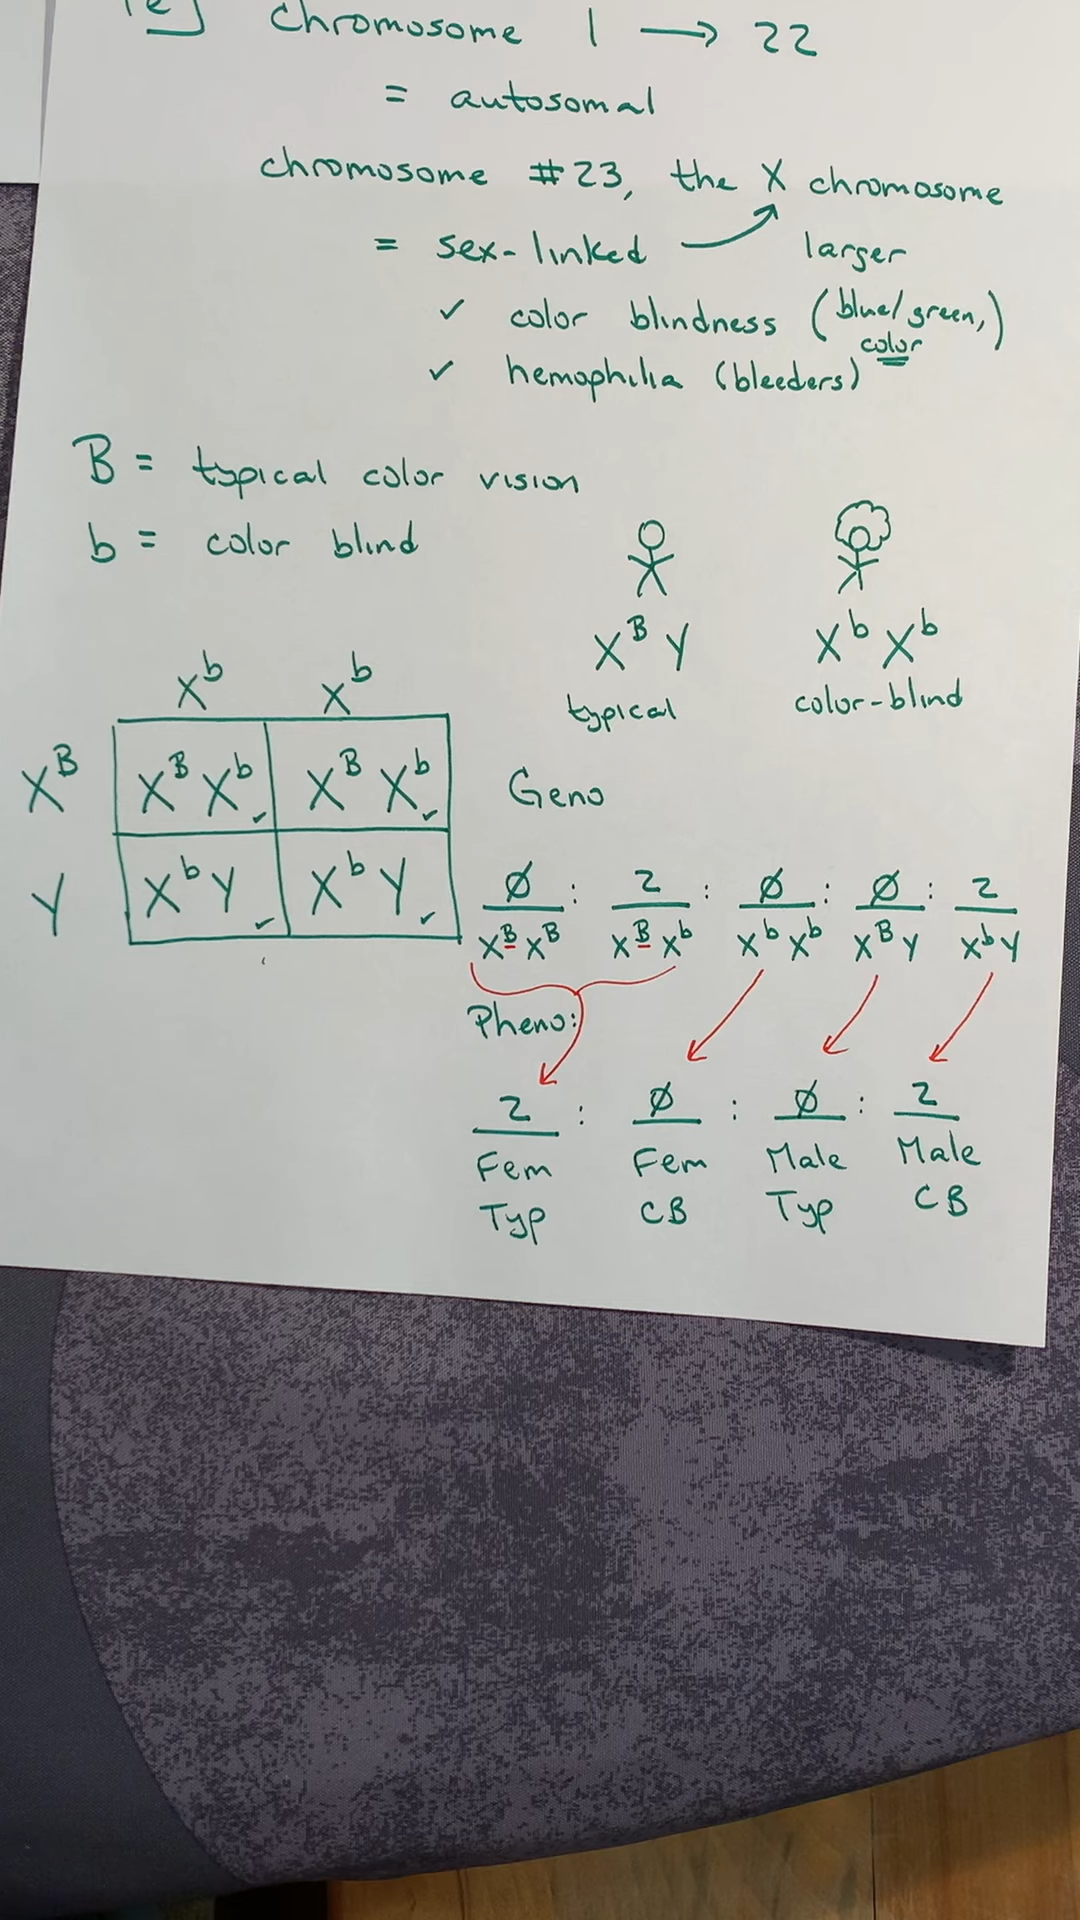 chromosome 1 → 22
= autosomal
chromosome #23, the X chromosome
= sex-linked larger
✓ color blindness (blue/green, color)
✓ hemophilia (bleeders)
B = typical color vision
b = color blind
X^B Y X^b X^b
typical color-blind
X^b X^b
X^B X^B X^b X^B X^b
Y X^b Y X^b Y
Geno
Ø : 2 : Ø : Ø : 2
X^B X^B X^B X^b X^b X^b X^B Y X^b Y
Pheno:
2 : Ø : Ø : 2
Fem Fem Male Male
Typ CB Typ CB